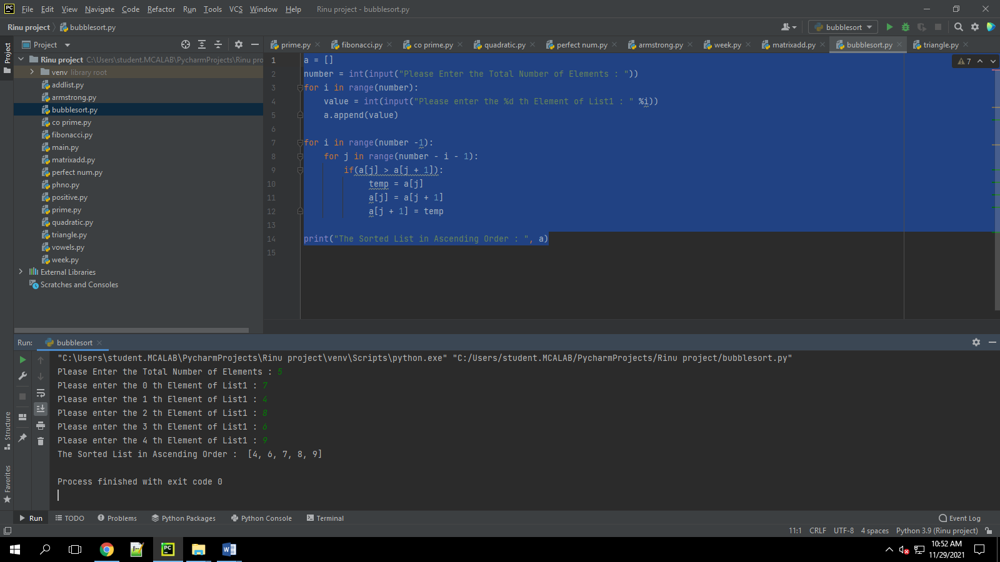 File Edit View Navigate Code Refactor Run Tools VCS Window Help Rinu project - bubblesort.py
Rinu project bubblesort.py bubblesort
Project
Project
prime.py fibonacci.py co prime.py quadratic.py perfect num.py armstrong.py week.py matrixadd.py bubblesort.py triangle.py
Rinu project C:\Users\student.MCALAB\PycharmProjects\Rinu pro
venv library root
addlist.py
armstrong.py
bubblesort.py
co prime.py
fibonacci.py
main.py
matrixadd.py
perfect num.py
phno.py
positive.py
prime.py
quadratic.py
triangle.py
vowels.py
week.py
External Libraries
Scratches and Consoles
7
1 a = []
2 number = int(input("Please Enter the Total Number of Elements : "))
3 for i in range(number):
4     value = int(input("Please enter the %d th Element of List1 : " %i))
5     a.append(value)
6
7 for i in range(number -1):
8     for j in range(number - i - 1):
9         if(a[j] > a[j + 1]):
10             temp = a[j]
11             a[j] = a[j + 1]
12             a[j + 1] = temp
13
14 print("The Sorted List in Ascending Order : ", a)
15
Run: bubblesort
"C:\Users\student.MCALAB\PycharmProjects\Rinu project\venv\Scripts\python.exe" "C:/Users/student.MCALAB/PycharmProjects/Rinu project/bubblesort.py"
Please Enter the Total Number of Elements : 5
Please enter the 0 th Element of List1 : 7
Please enter the 1 th Element of List1 : 4
Please enter the 2 th Element of List1 : 8
Please enter the 3 th Element of List1 : 6
Please enter the 4 th Element of List1 : 9
The Sorted List in Ascending Order :  [4, 6, 7, 8, 9]
Process finished with exit code 0
Structure
Favorites
Run TODO Problems Python Packages Python Console Terminal Event Log
11:1 CRLF UTF-8 4 spaces Python 3.9 (Rinu project)
10:52 AM
11/29/2021